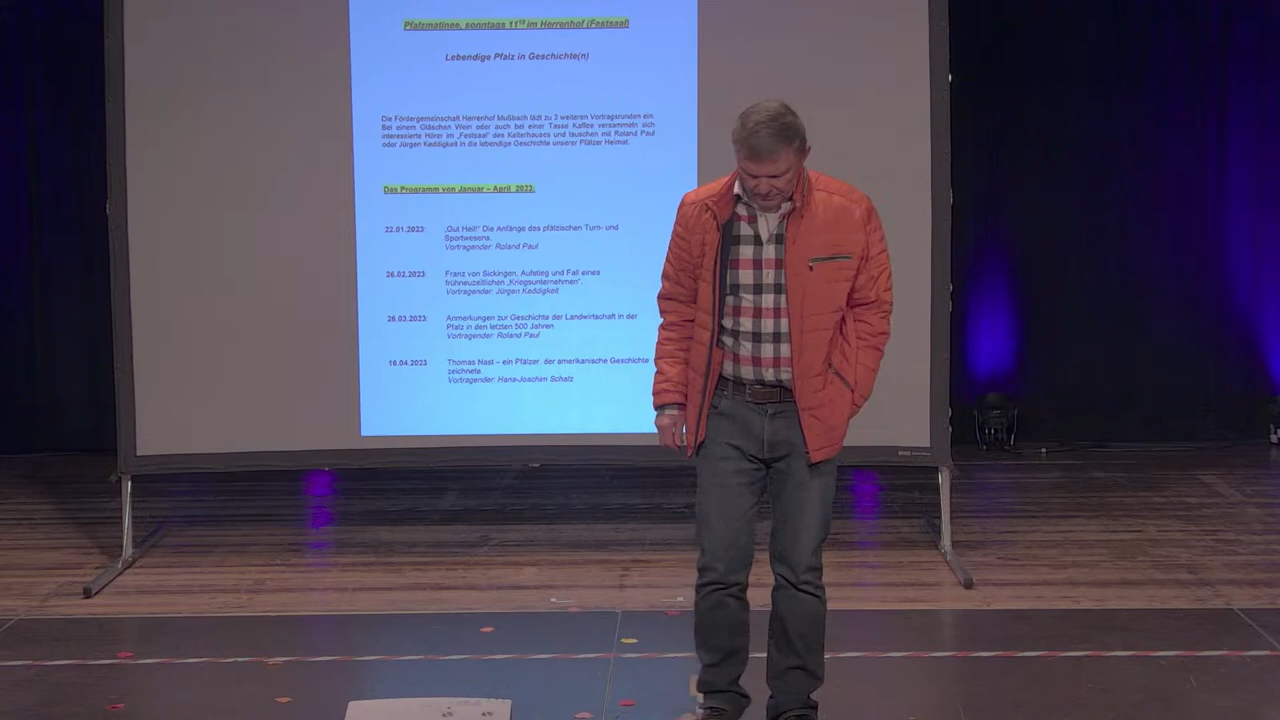 Pfalzmatinee, sonntags 11¹⁵ im Herrenhof (Festsaal)
Lebendige Pfalz in Geschichte(n)
Die Fördergemeinschaft Herrenhof Mußbach lädt zu 3 weiteren Vortragsrunden ein.
Bei einem Gläschen Wein oder auch bei einer Tasse Kaffee versammeln sich
interessierte Hörer im „Festsaal“ des Kelterhauses und tauschen mit Roland Paul
oder Jürgen Keddigkeit in die lebendige Geschichte unserer Pfälzer Heimat.
Das Programm von Januar – April 2023:
22.01.2023: „Gut Heil!“ Die Anfänge des pfälzischen Turn- und
Sportwesens.
Vortragender: Roland Paul
26.02.2023: Franz von Sickingen, Aufstieg und Fall eines
frühneuzeitlichen „Kriegsunternehmen“.
Vortragender: Jürgen Keddigkeit
26.03.2023: Anmerkungen zur Geschichte der Landwirtschaft in der
Pfalz in den letzten 500 Jahren.
Vortragender: Roland Paul
16.04.2023 Thomas Nast – ein Pfälzer, der amerikanische Geschichte
zeichnete.
Vortragender: Hans-Joachim Schatz